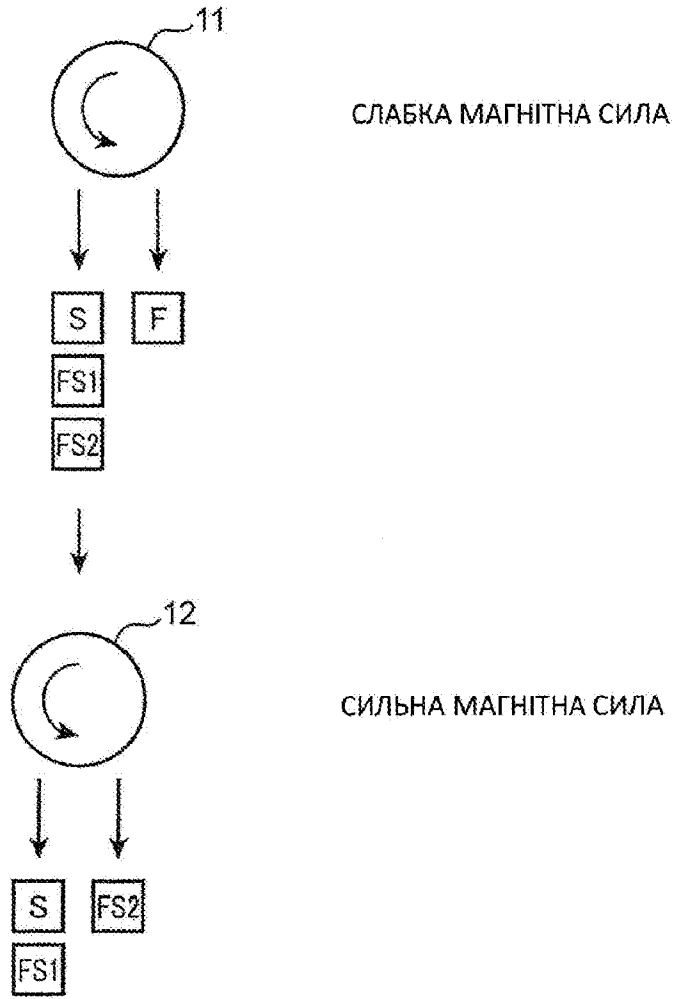 11
СЛАБКА МАГНІТНА СИЛА
S F
FS1
FS2
12
СИЛЬНА МАГНІТНА СИЛА
S FS2
FS1